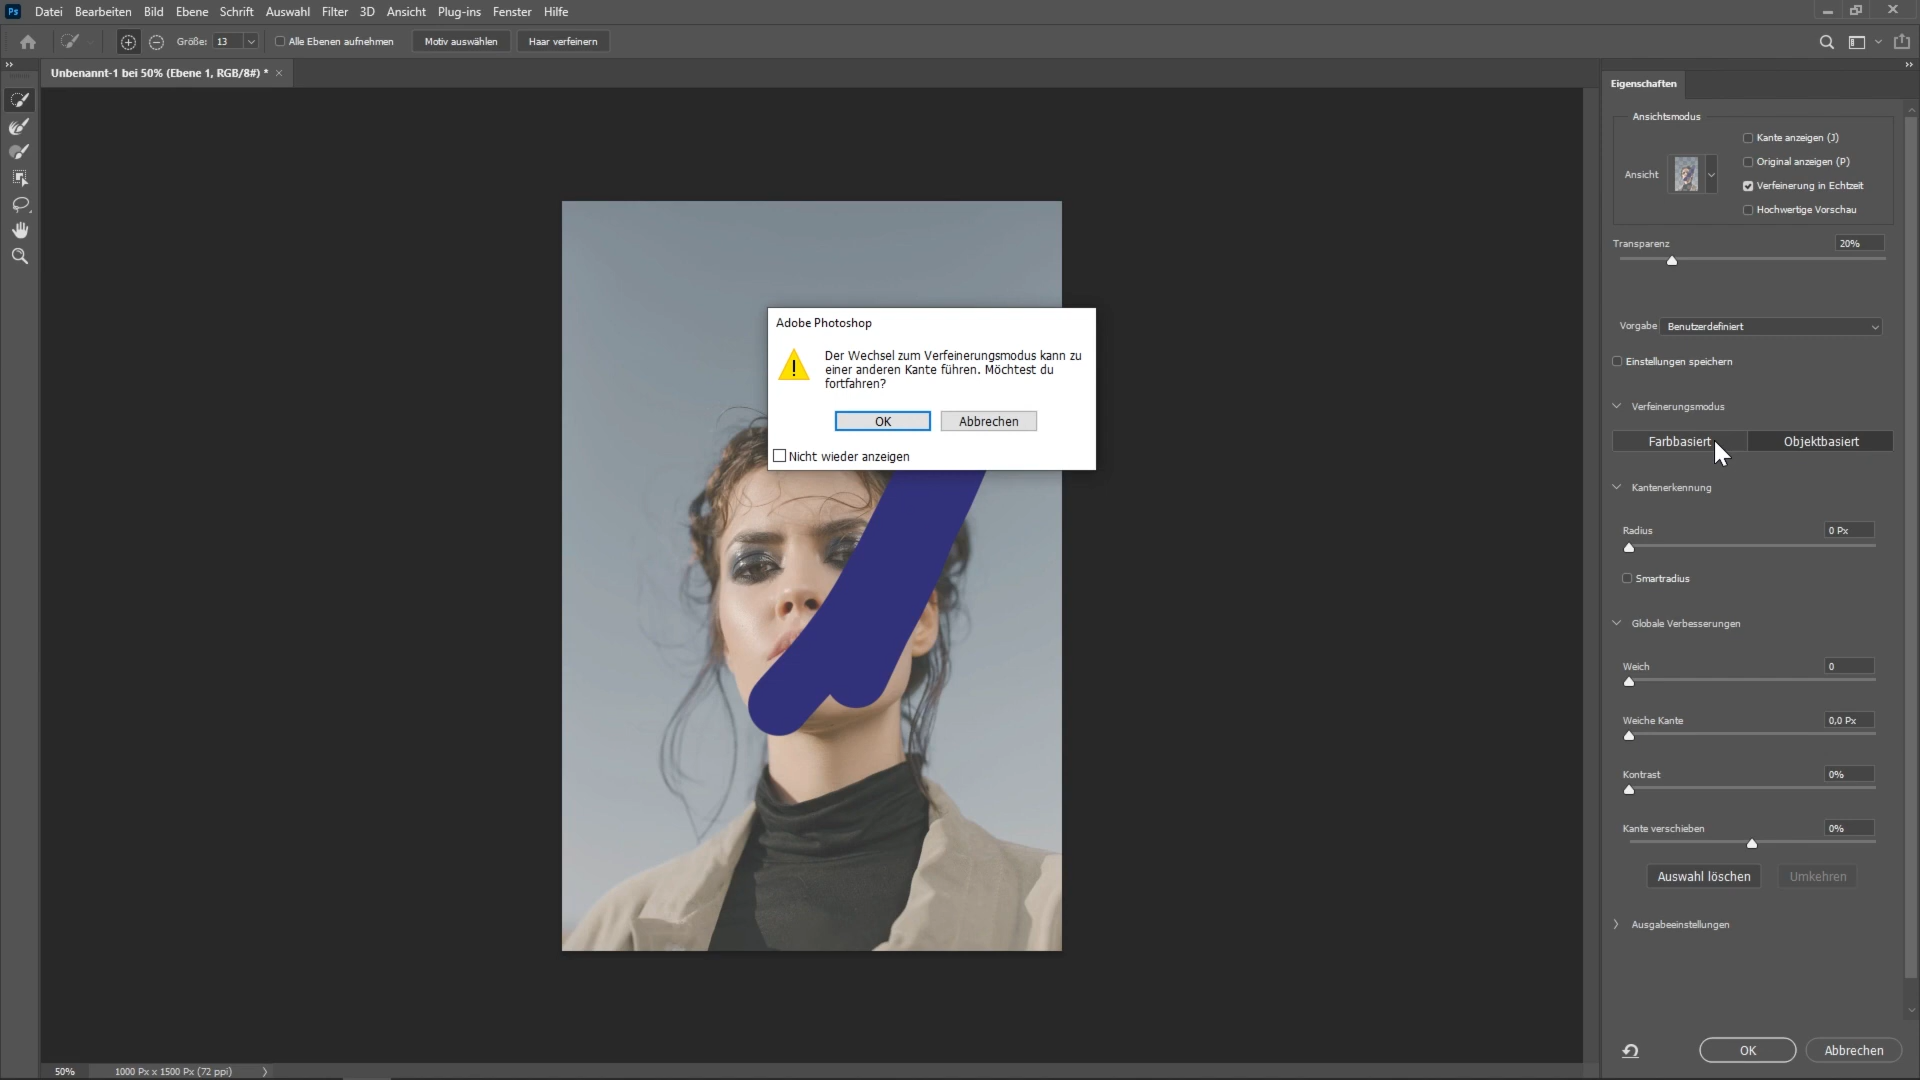 Ps Datei Bearbeiten Bild Ebene Schrift Auswahl Filter 3D Ansicht Plug-ins Fenster Hilfe
Größe: 13 Alle Ebenen aufnehmen Motiv auswählen Haar verfeinern
Unbenannt-1 bei 50% (Ebene 1, RGB/8#) *
Eigenschaften
Ansichtsmodus
Kante anzeigen (J)
Original anzeigen (P)
Ansicht
Verfeinerung in Echtzeit
Hochwertige Vorschau
Transparenz 20%
Adobe Photoshop
Der Wechsel zum Verfeinerungsmodus kann zu
einer anderen Kante führen. Möchtest du
fortfahren?
OK Abbrechen
Nicht wieder anzeigen
Vorgabe Benutzerdefiniert
Einstellungen speichern
Verfeinerungsmodus
Farbbasiert Objektbasiert
Kantenerkennung
Radius 0 Px
Smartradius
Globale Verbesserungen
Weich 0
Weiche Kante 0,0 Px
Kontrast 0%
Kante verschieben 0%
Auswahl löschen Umkehren
Ausgabeeinstellungen
OK Abbrechen
50% 1000 Px x 1500 Px (72 ppi)